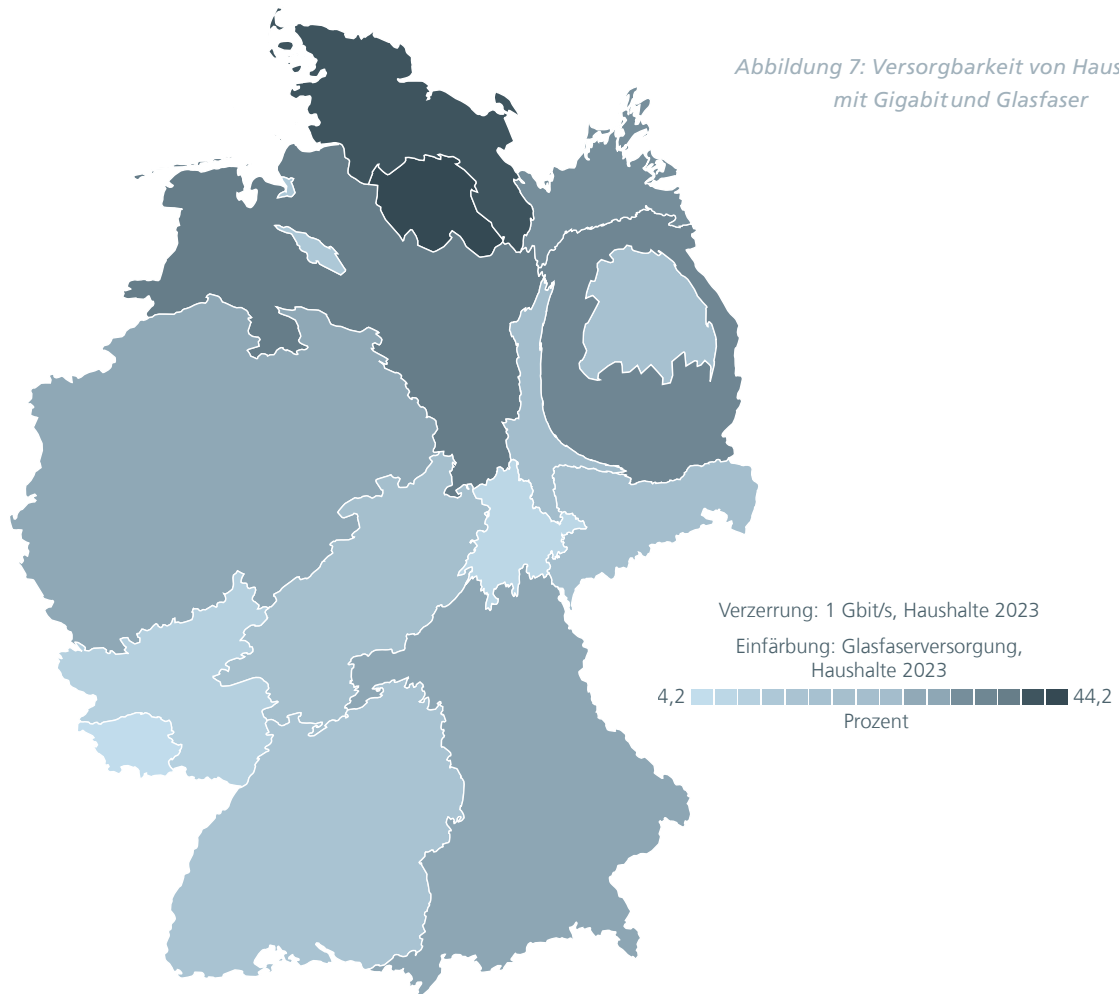 Abbildung 7: Versorgbarkeit von
mit Gigabit und Glasfaser
Verzerrung: 1 Gbit/s, Haushalte 2023
Einfärbung: Glasfaserversorgung,
Haushalte 2023
4,2 44,2
Prozent